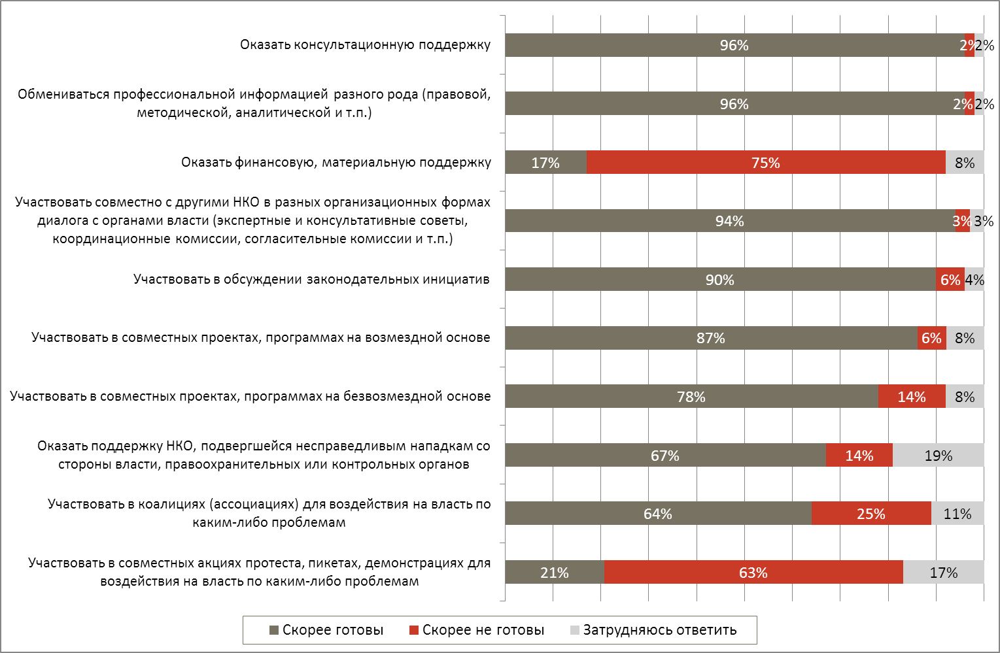 Оказать консультационную поддержку
96% 2% 2%
Обмениваться профессиональной информацией разного рода (правовой,
методической, аналитической и т.п.)
96% 2% 2%
Оказать финансовую, материальную поддержку
17% 75% 8%
Участвовать совместно с другими НКО в разных организационных формах
диалога с органами власти (экспертные и консультативные советы,
координационные комиссии, согласительные комиссии и т.п.)
94% 3% 3%
Участвовать в обсуждении законодательных инициатив
90% 6% 4%
Участвовать в совместных проектах, программах на возмездной основе
87% 6% 8%
Участвовать в совместных проектах, программах на безвозмездной основе
78% 14% 8%
Оказать поддержку НКО, подвергшейся несправедливым нападкам со
стороны власти, правоохранительных или контрольных органов
67% 14% 19%
Участвовать в коалициях (ассоциациях) для воздействия на власть по
каким-либо проблемам
64% 25% 11%
Участвовать в совместных акциях протеста, пикетах, демонстрациях для
воздействия на власть по каким-либо проблемам
21% 63% 17%
Скорее готовы Скорее не готовы Затрудняюсь ответить